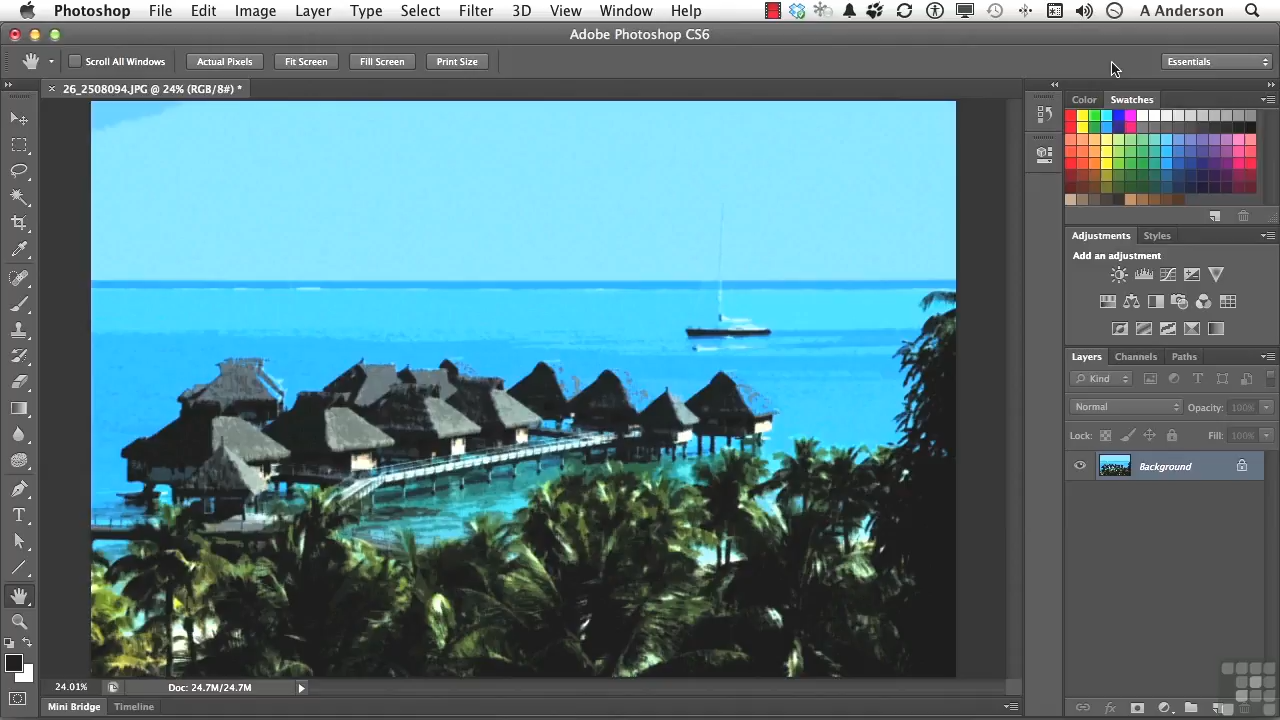 Photoshop File Edit Image Layer Type Select Filter 3D View Window Help A Anderson
Adobe Photoshop CS6
Scroll All Windows Actual Pixels Fit Screen Fill Screen Print Size Essentials
26_2508094.JPG @ 24% (RGB/8#) *
Color Swatches
Adjustments Styles
Add an adjustment
Layers Channels Paths
Kind
Normal Opacity: 100%
Lock: Fill: 100%
Background
24.01% Doc: 24.7M/24.7M
Mini Bridge Timeline